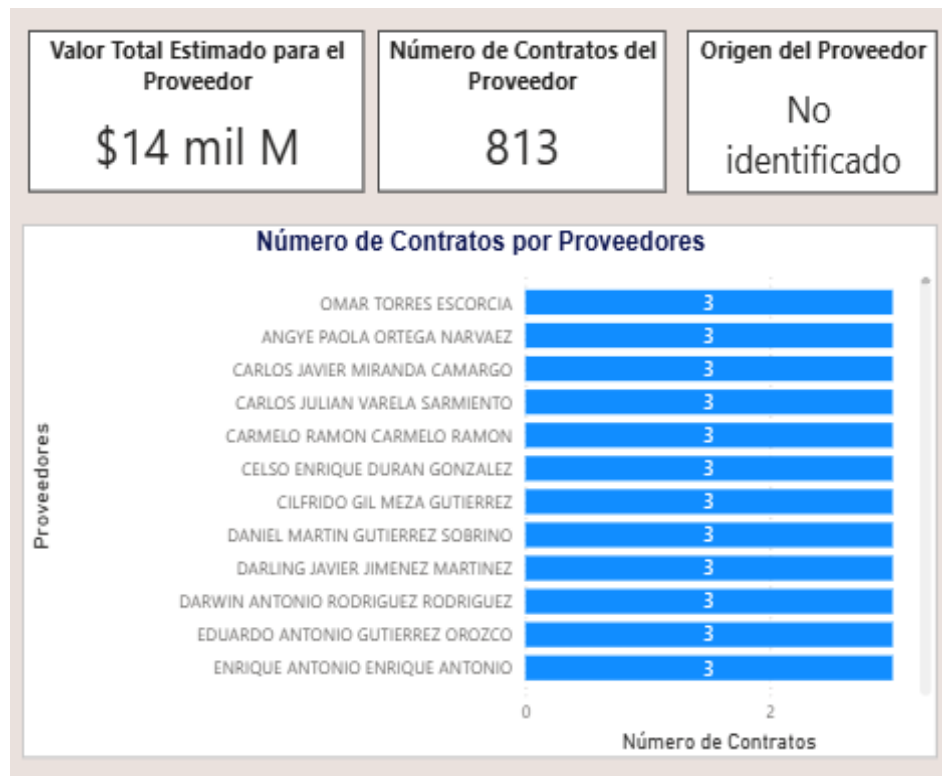 Valor Total Estimado para el
Proveedor
$14 mil M
Número de Contratos del
Proveedor
813
Origen del Proveedor
No
identificado
Número de Contratos por Proveedores
Proveedores
OMAR TORRES ESCORCIA 3
ANGYE PAOLA ORTEGA NARVAEZ 3
CARLOS JAVIER MIRANDA CAMARGO 3
CARLOS JULIAN VARELA SARMIENTO 3
CARMELO RAMON CARMELO RAMON 3
CELSO ENRIQUE DURAN GONZALEZ 3
CILFRIDO GIL MEZA GUTIERREZ 3
DANIEL MARTIN GUTIERREZ SOBRINO 3
DARLING JAVIER JIMENEZ MARTINEZ 3
DARWIN ANTONIO RODRIGUEZ RODRIGUEZ 3
EDUARDO ANTONIO GUTIERREZ OROZCO 3
ENRIQUE ANTONIO ENRIQUE ANTONIO 3
0 2
Número de Contratos